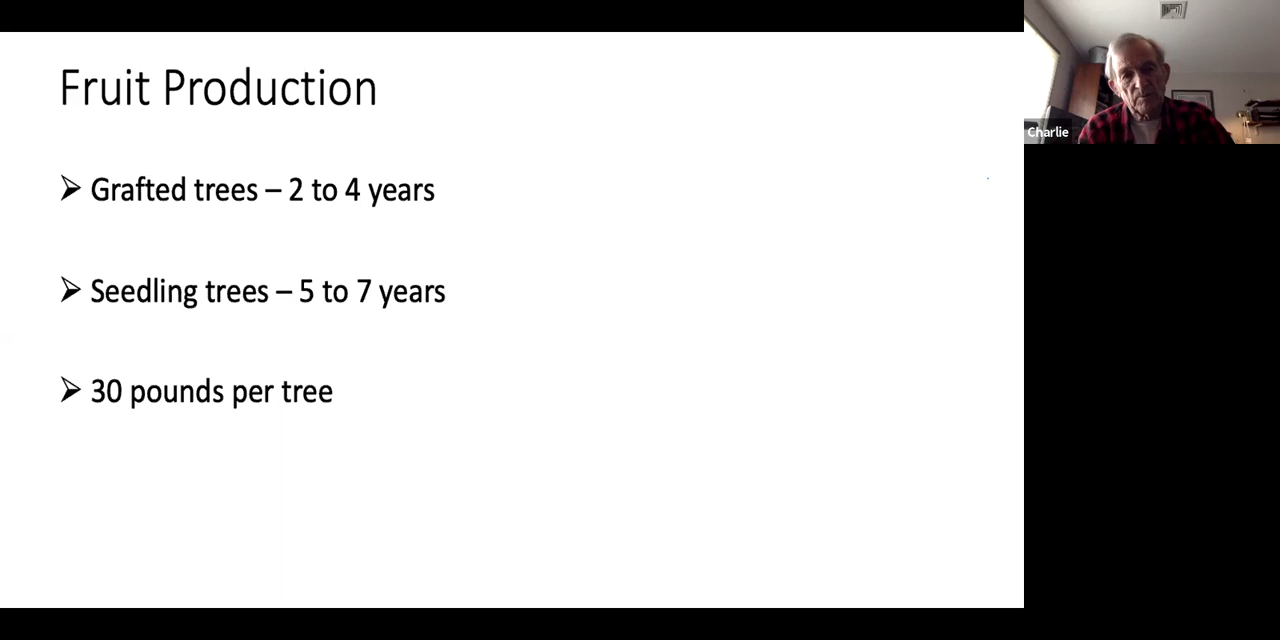 Fruit Production
➢ Grafted trees – 2 to 4 years
➢ Seedling trees – 5 to 7 years
➢ 30 pounds per tree
Charlie